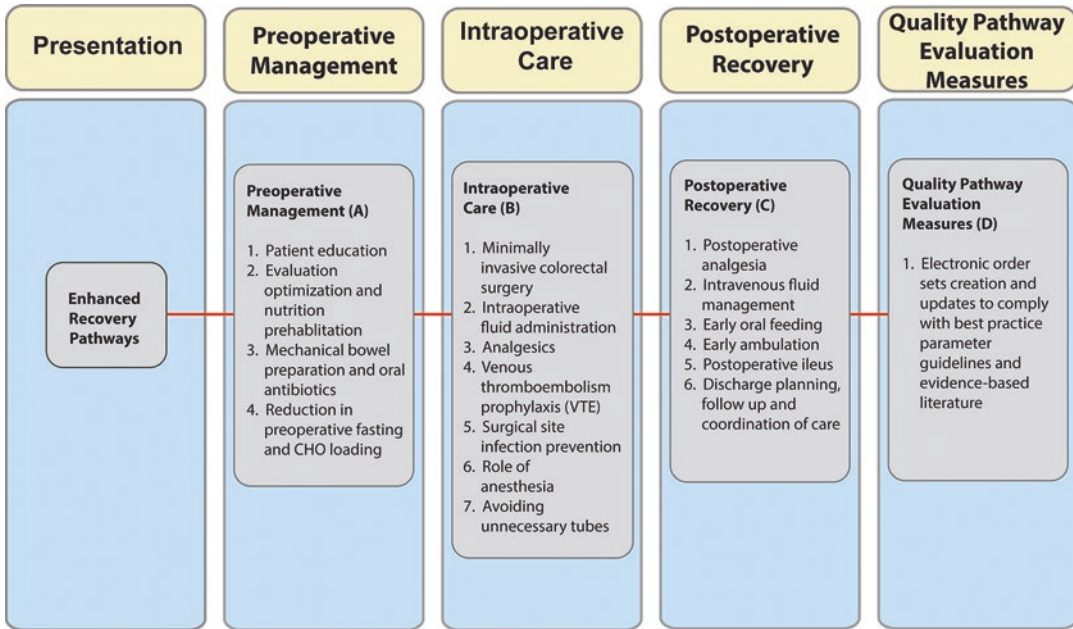 Presentation
Preoperative
Management
Intraoperative
Care
Postoperative
Recovery
Quality Pathway
Evaluation
Measures
Enhanced
Recovery
Pathways
Preoperative
Management (A)
1. Patient education
2. Evaluation
optimization and
nutrition
prehablitation
3. Mechanical bowel
preparation and oral
antibiotics
4. Reduction in
preoperative fasting
and CHO loading
Intraoperative
Care (B)
1. Minimally
invasive colorectal
surgery
2. Intraoperative
fluid administration
3. Analgesics
4. Venous
thromboembolism
prophylaxis (VTE)
5. Surgical site
infection prevention
6. Role of
anesthesia
7. Avoiding
unnecessary tubes
Postoperative
Recovery (C)
1. Postoperative
analgesia
2. Intravenous fluid
management
3. Early oral feeding
4. Early ambulation
5. Postoperative ileus
6. Discharge planning,
follow up and
coordination of care
Quality Pathway
Evaluation
Measures (D)
1. Electronic order
sets creation and
updates to comply
with best practice
parameter
guidelines and
evidence-based
literature